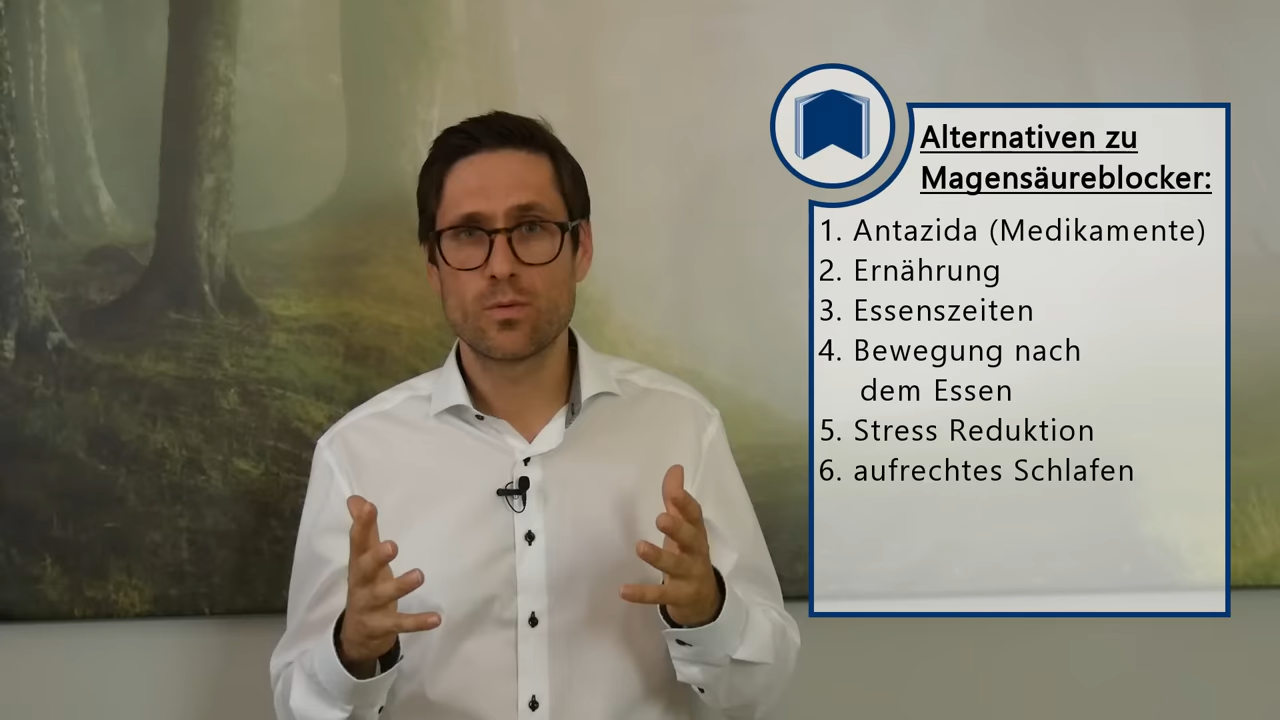 Alternativen zu
Magensäureblocker:
1. Antazida (Medikamente)
2. Ernährung
3. Essenszeiten
4. Bewegung nach
dem Essen
5. Stress Reduktion
6. aufrechtes Schlafen